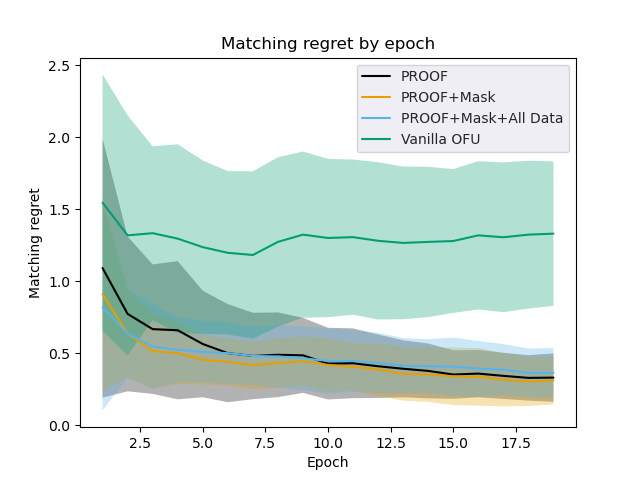 Matching regret by epoch
PROOF
PROOF+Mask
PROOF+Mask+All Data
Vanilla OFU
Matching regret
2.5
2.0
1.5
1.0
0.5
0.0
2.5
5.0
7.5
10.0
12.5
15.0
17.5
Epoch